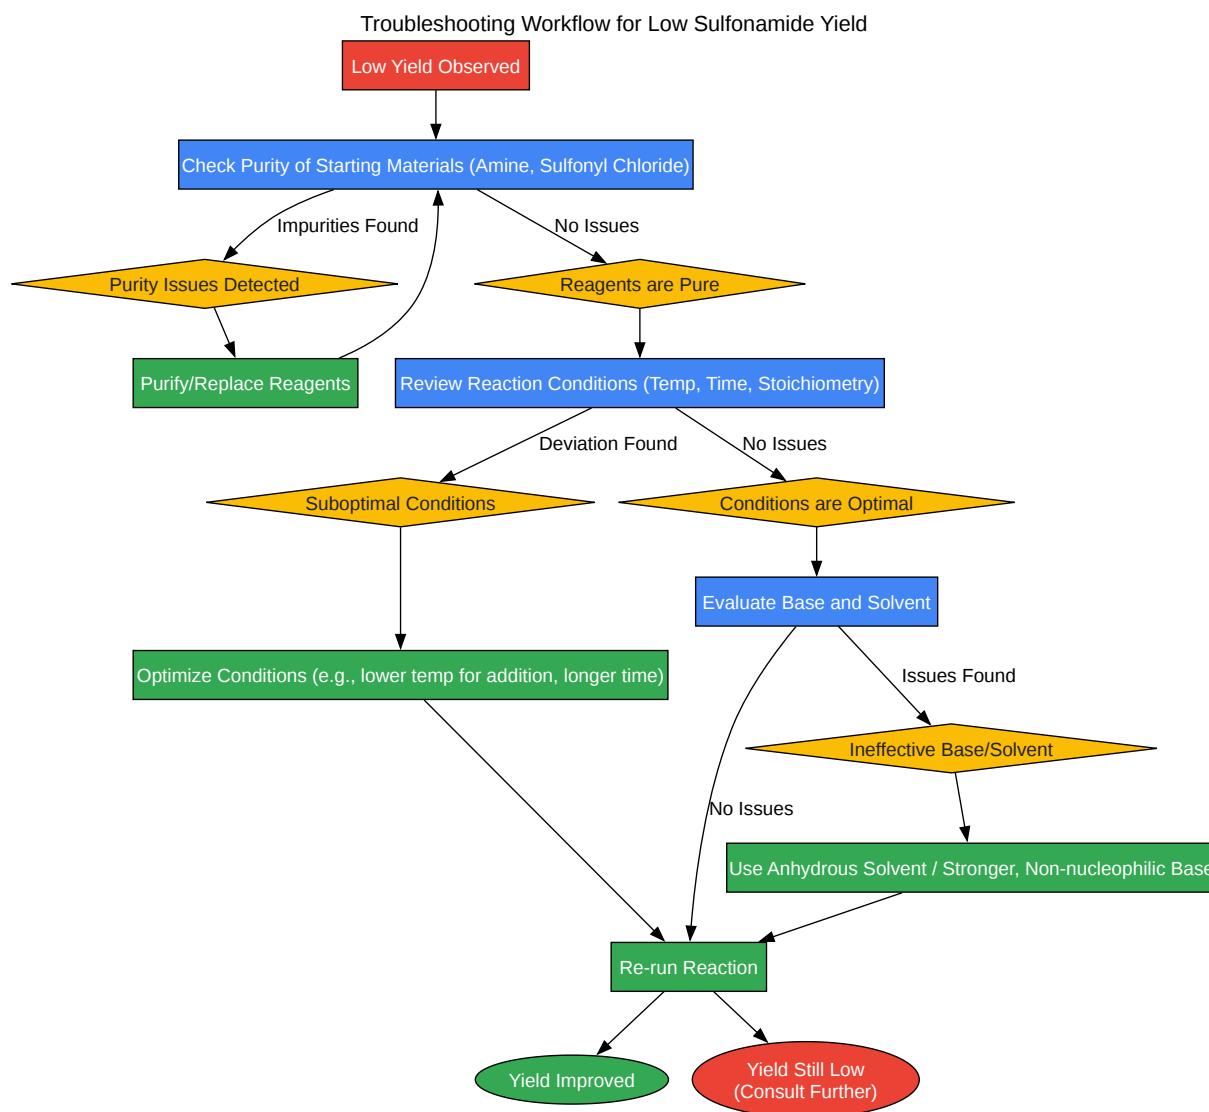 Troubleshooting Workflow for Low Sulfonamide Yield
Low Yield Observed
Check Purity of Starting Materials (Amine, Sulfonyl Chloride)
Impurities Found
No Issues
Purity Issues Detected
Reagents are Pure
Purify/Replace Reagents
Review Reaction Conditions (Temp, Time, Stoichiometry)
Deviation Found
No Issues
Suboptimal Conditions
Conditions are Optimal
Evaluate Base and Solvent
Optimize Conditions (e.g., lower temp for addition, longer time)
Issues Found
Ineffective Base/Solvent
No Issues
Use Anhydrous Solvent / Stronger, Non-nucleophilic Base
Re-run Reaction
Yield Improved
Yield Still Low
(Consult Further)